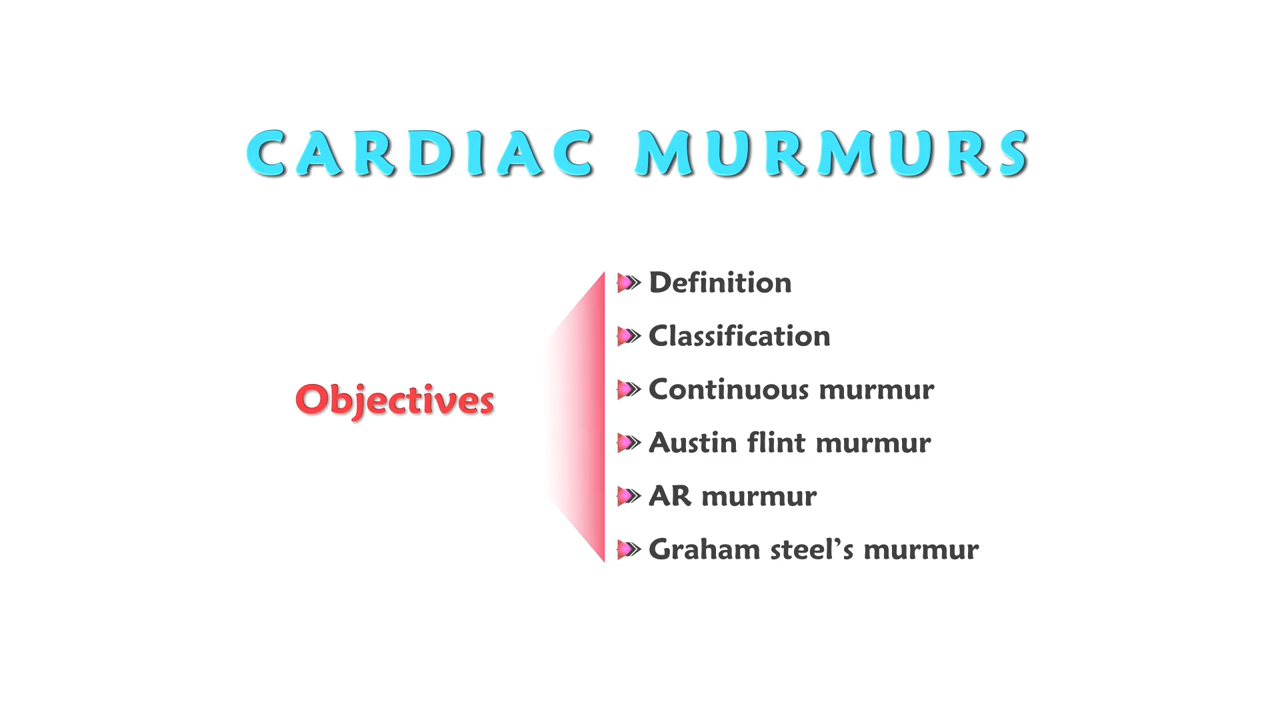 CARDIAC MURMURS
Objectives
Definition
Classification
Continuous murmur
Austin flint murmur
AR murmur
Graham steel’s murmur